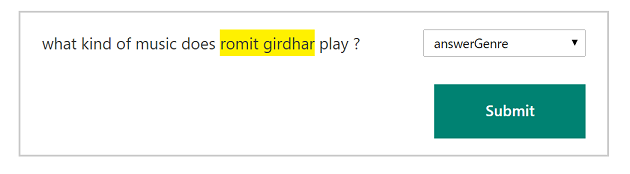 what kind of music does romit girdhar play ? answerGenre
Submit